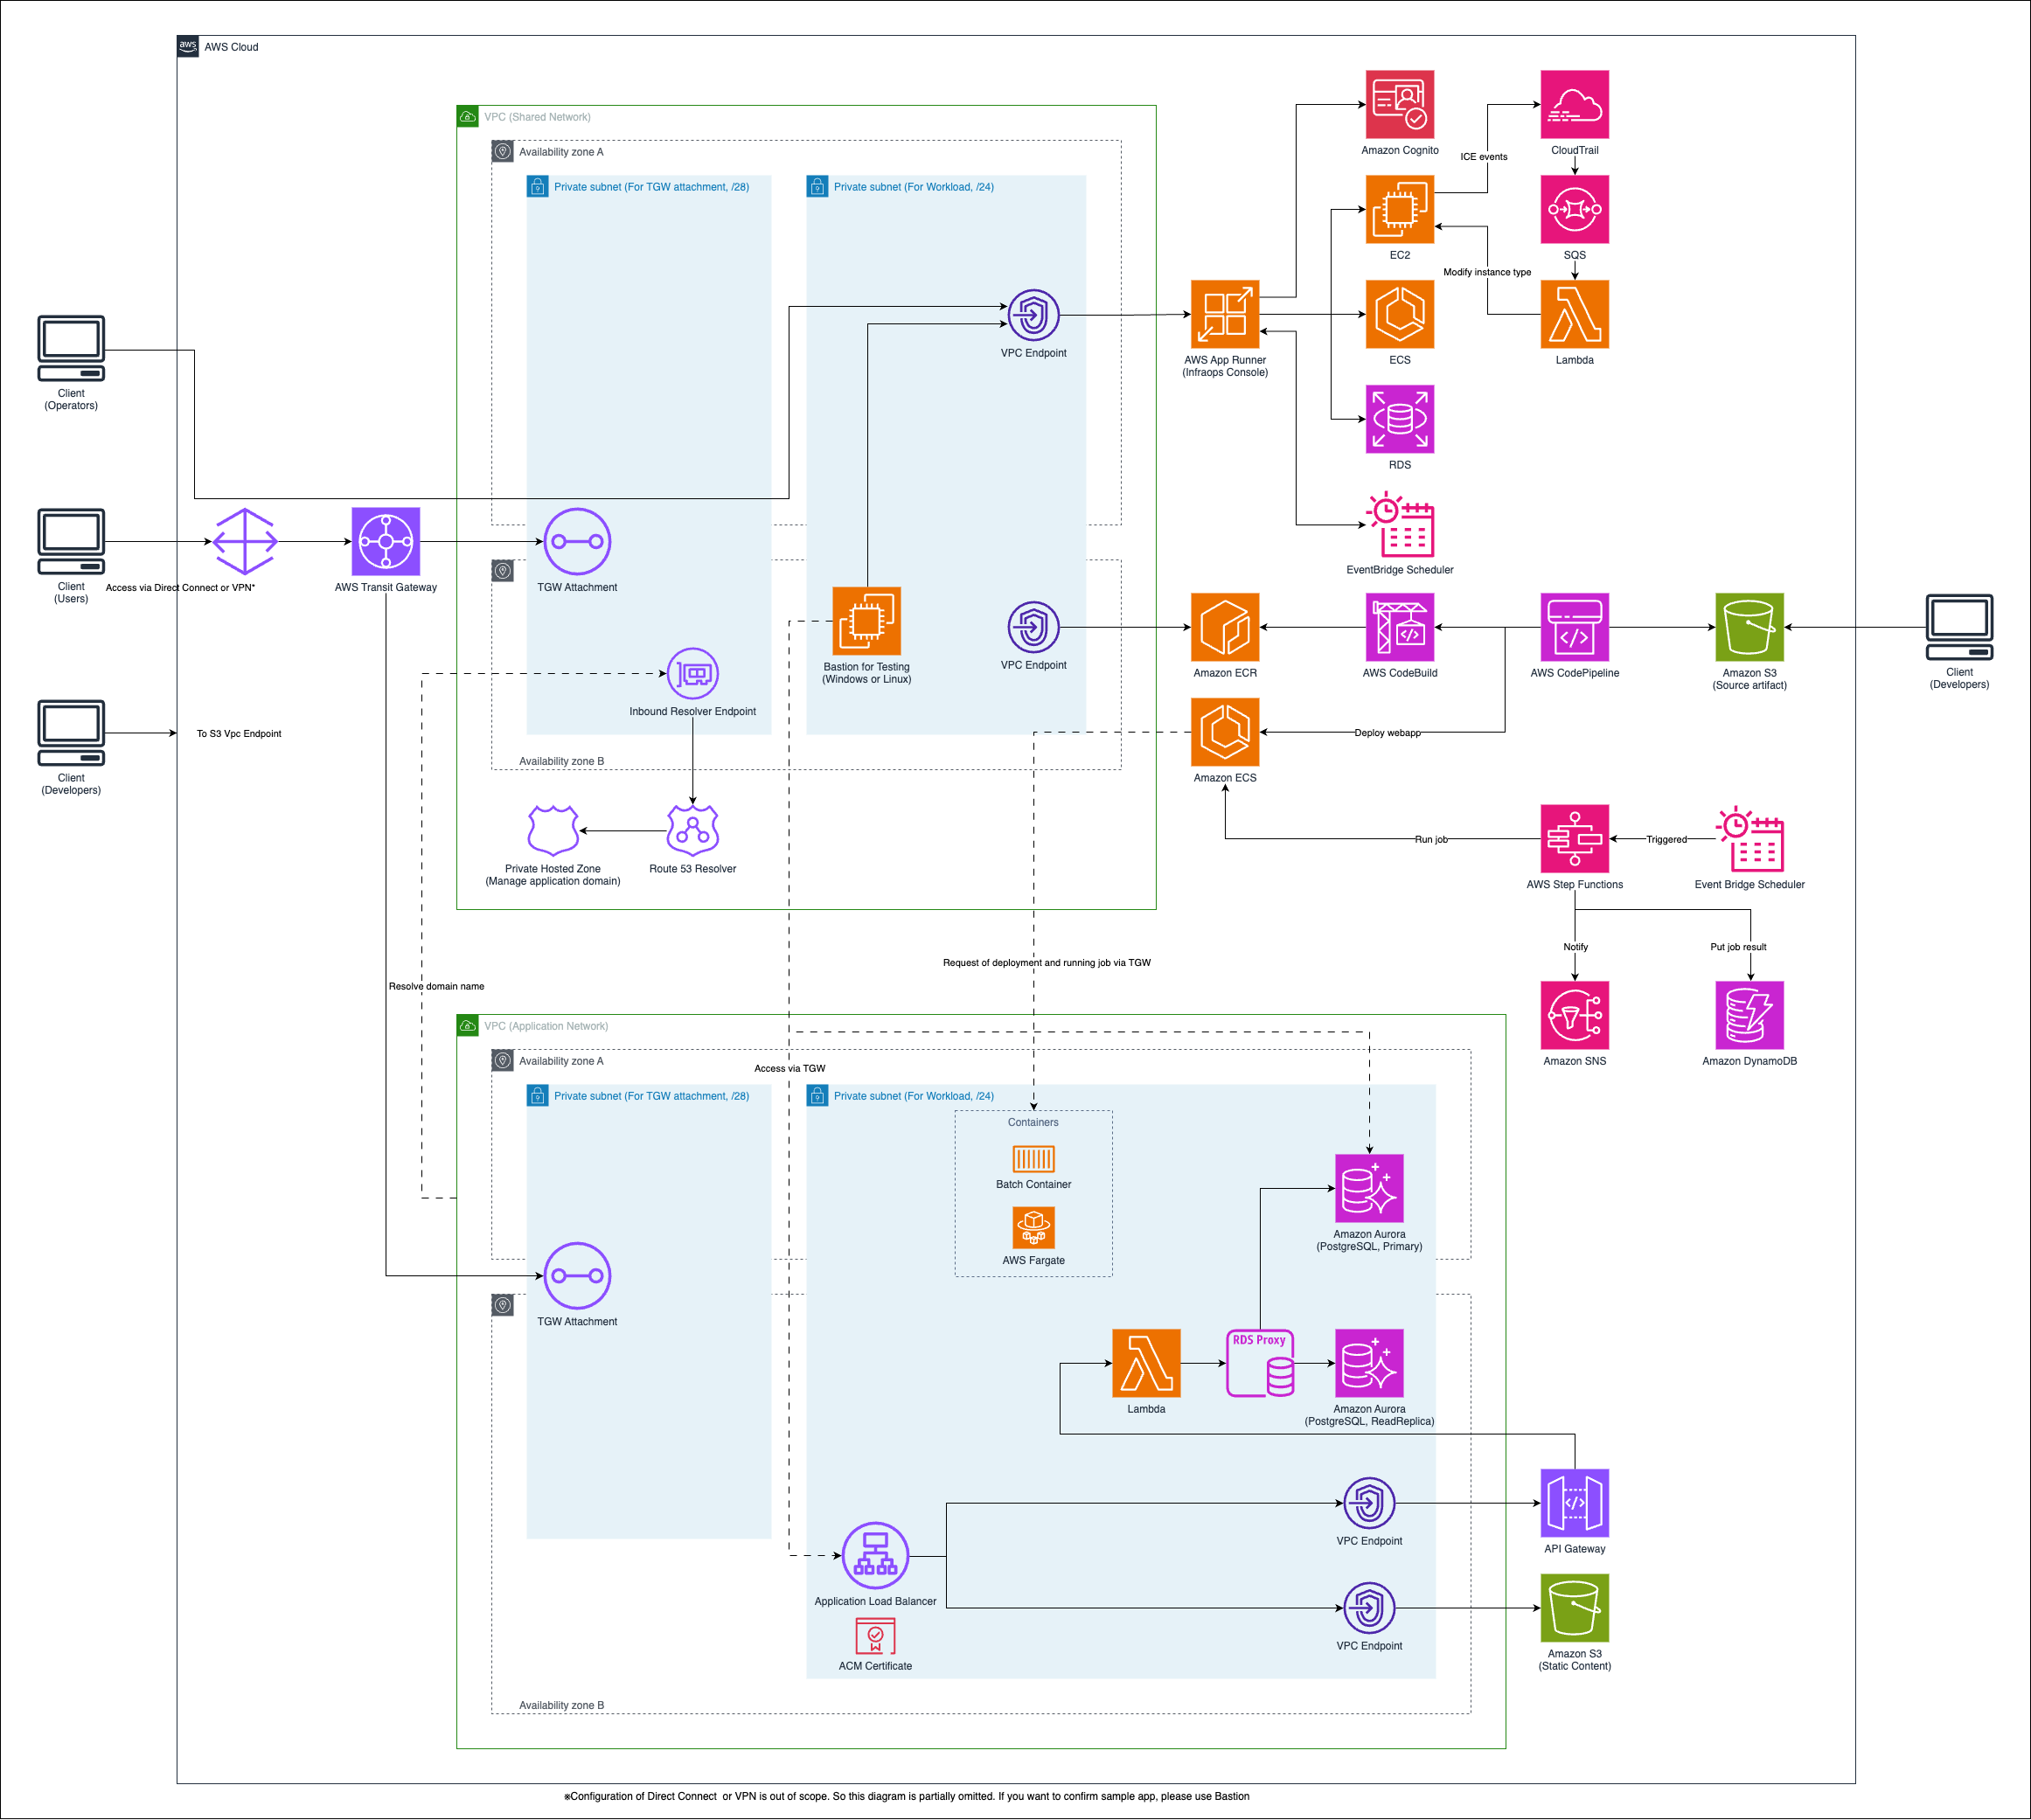 aws
AWS Cloud
VPC (Shared Network)
Availability zone A
Private subnet (For TGW attachment, /28)
Private subnet (For Workload, /24)
Amazon Cognito
CloudTrail
ICE events
EC2
SQS
Modify instance type
VPC Endpoint
AWS App Runner
(Infraops Console)
ECS
Lambda
Client
(Operators)
RDS
EventBridge Scheduler
Client
(Users)
Access via Direct Connect or VPN*
AWS Transit Gateway
TGW Attachment
Bastion for Testing
(Windows or Linux)
VPC Endpoint
Amazon ECR
AWS CodeBuild
AWS CodePipeline
Amazon S3
(Source artifact)
Client
(Developers)
Inbound Resolver Endpoint
To S3 Vpc Endpoint
Client
(Developers)
Availability zone B
Deploy webapp
Amazon ECS
Private Hosted Zone
(Manage application domain)
Route 53 Resolver
Run job
Triggered
AWS Step Functions
Event Bridge Scheduler
Notify
Put job result
Request of deployment and running job via TGW
Resolve domain name
Amazon SNS
Amazon DynamoDB
VPC (Application Network)
Availability zone A
Access via TGW
Private subnet (For TGW attachment, /28)
Private subnet (For Workload, /24)
Containers
Batch Container
AWS Fargate
Amazon Aurora
(PostgreSQL, Primary)
TGW Attachment
RDS Proxy
Lambda
Amazon Aurora
(PostgreSQL, ReadReplica)
VPC Endpoint
API Gateway
Application Load Balancer
VPC Endpoint
Amazon S3
(Static Content)
ACM Certificate
Availability zone B
※Configuration of Direct Connect  or VPN is out of scope. So this diagram is partially omitted. If you want to confirm sample app, please use Bastion